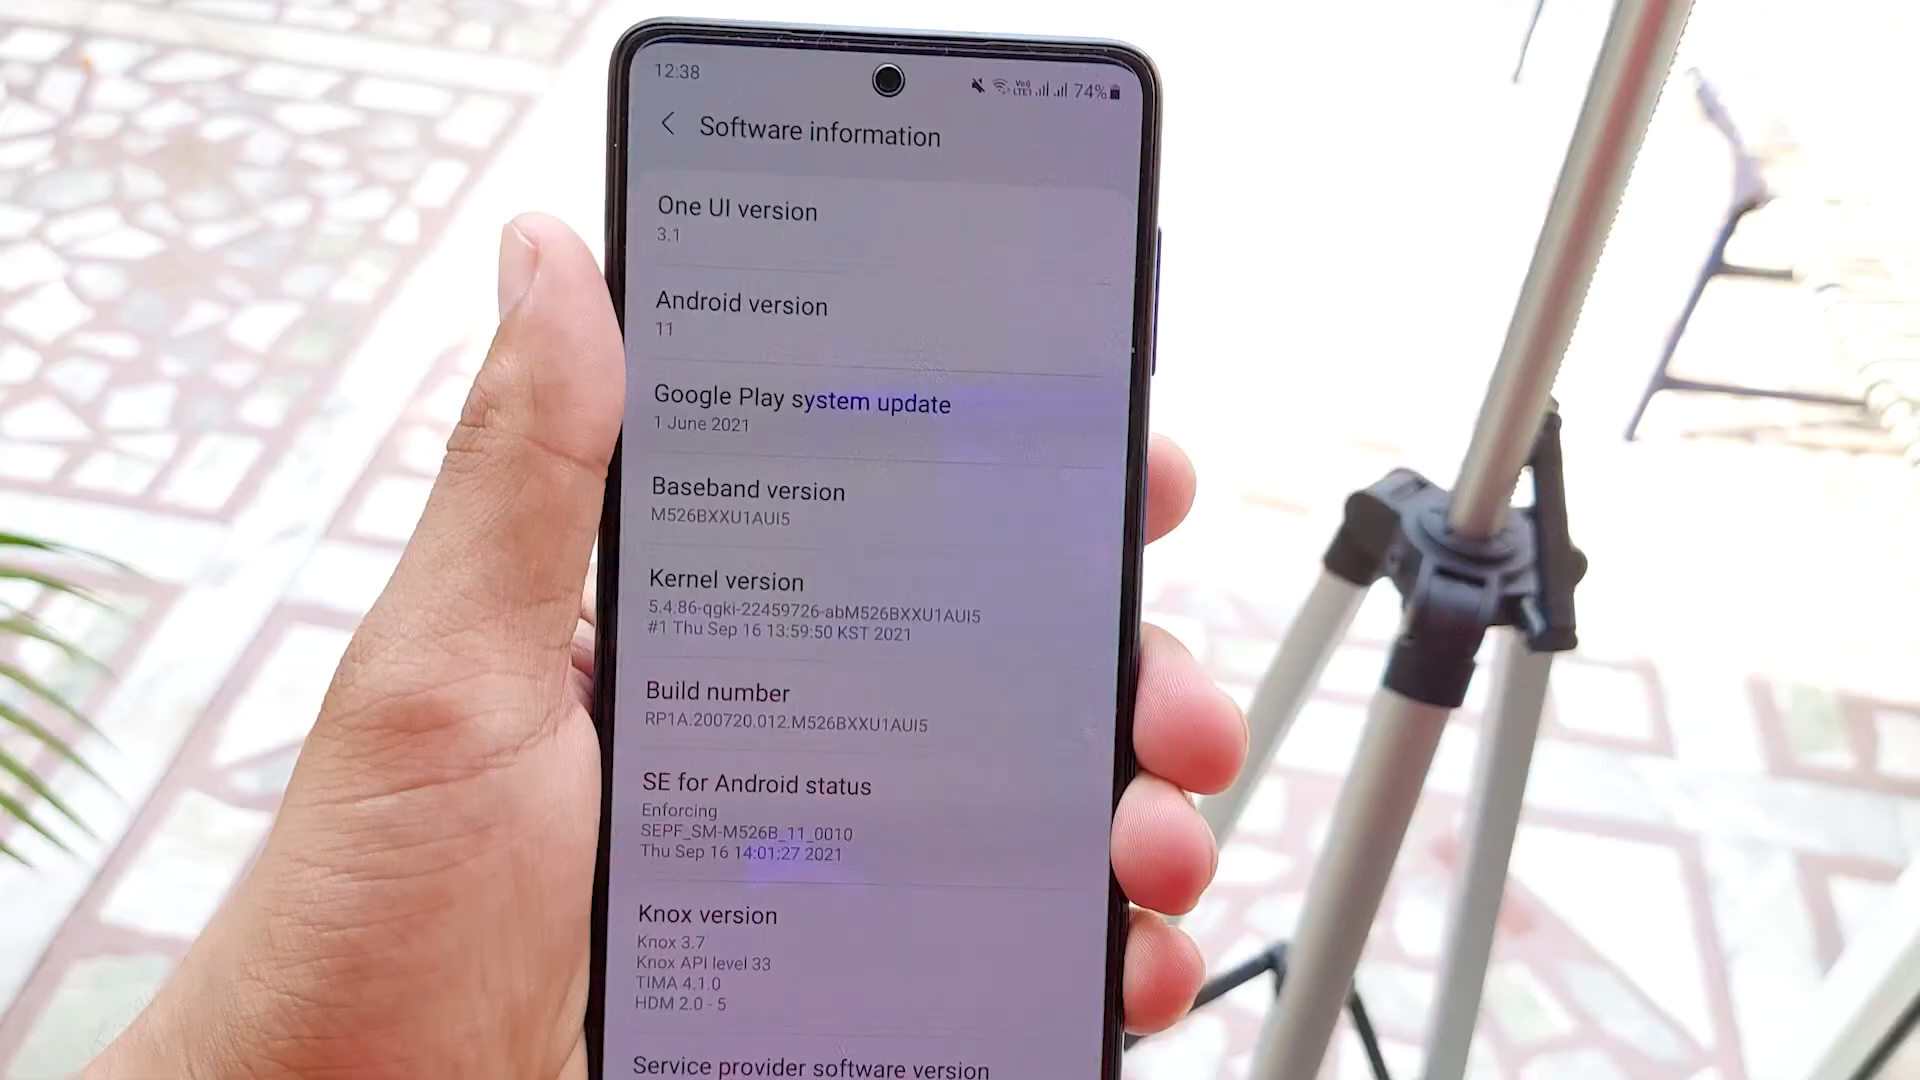 12:38
Vo) LTE1 74%
Software information
One UI version
3.1
Android version
11
Google Play system update
1 June 2021
Baseband version
M526BXXU1AUI5
Kernel version
5.4.86-qgki-22459726-abM526BXXU1AUI5
#1 Thu Sep 16 13:59:50 KST 2021
Build number
RP1A.200720.012.M526BXXU1AUI5
SE for Android status
Enforcing
SEPF_SM-M526B_11_0010
Thu Sep 16 14:01:27 2021
Knox version
Knox 3.7
Knox API level 33
TIMA 4.1.0
HDM 2.0 - 5
Service provider software version